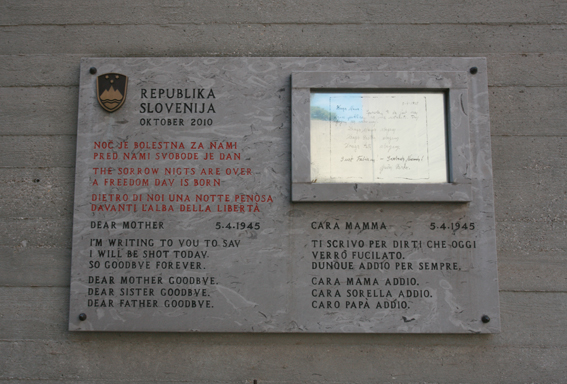 REPUBLIKA
SLOVENIJA
OKTOBER 2010
NOČ JE BOLESTNA ZA NAMI
PRED NAMI SVOBODE JE DAN
THE SORROW NIGTS ARE OVER
A FREEDOM DAY IS BORN
DIETRO DI NOI UNA NOTTE PENOSA
DAVANTI L'ALBA DELLA LIBERTÀ
DEAR MOTHER 5.4.1945
I'M WRITING TO YOU TO SAY
I WILL BE SHOT TODAY.
SO GOODBYE FOREVER.
DEAR MOTHER GOODBYE.
DEAR SISTER GOODBYE.
DEAR FATHER GOODBYE.
CARA MAMMA 5.4.1945
TI SCRIVO PER DIRTI CHE OGGI
VERRÒ FUCILATO.
DUNQUE ADDIO PER SEMPRE.
CARA MAMA ADDIO.
CARA SORELLA ADDIO.
CARO PAPÀ ADDIO.